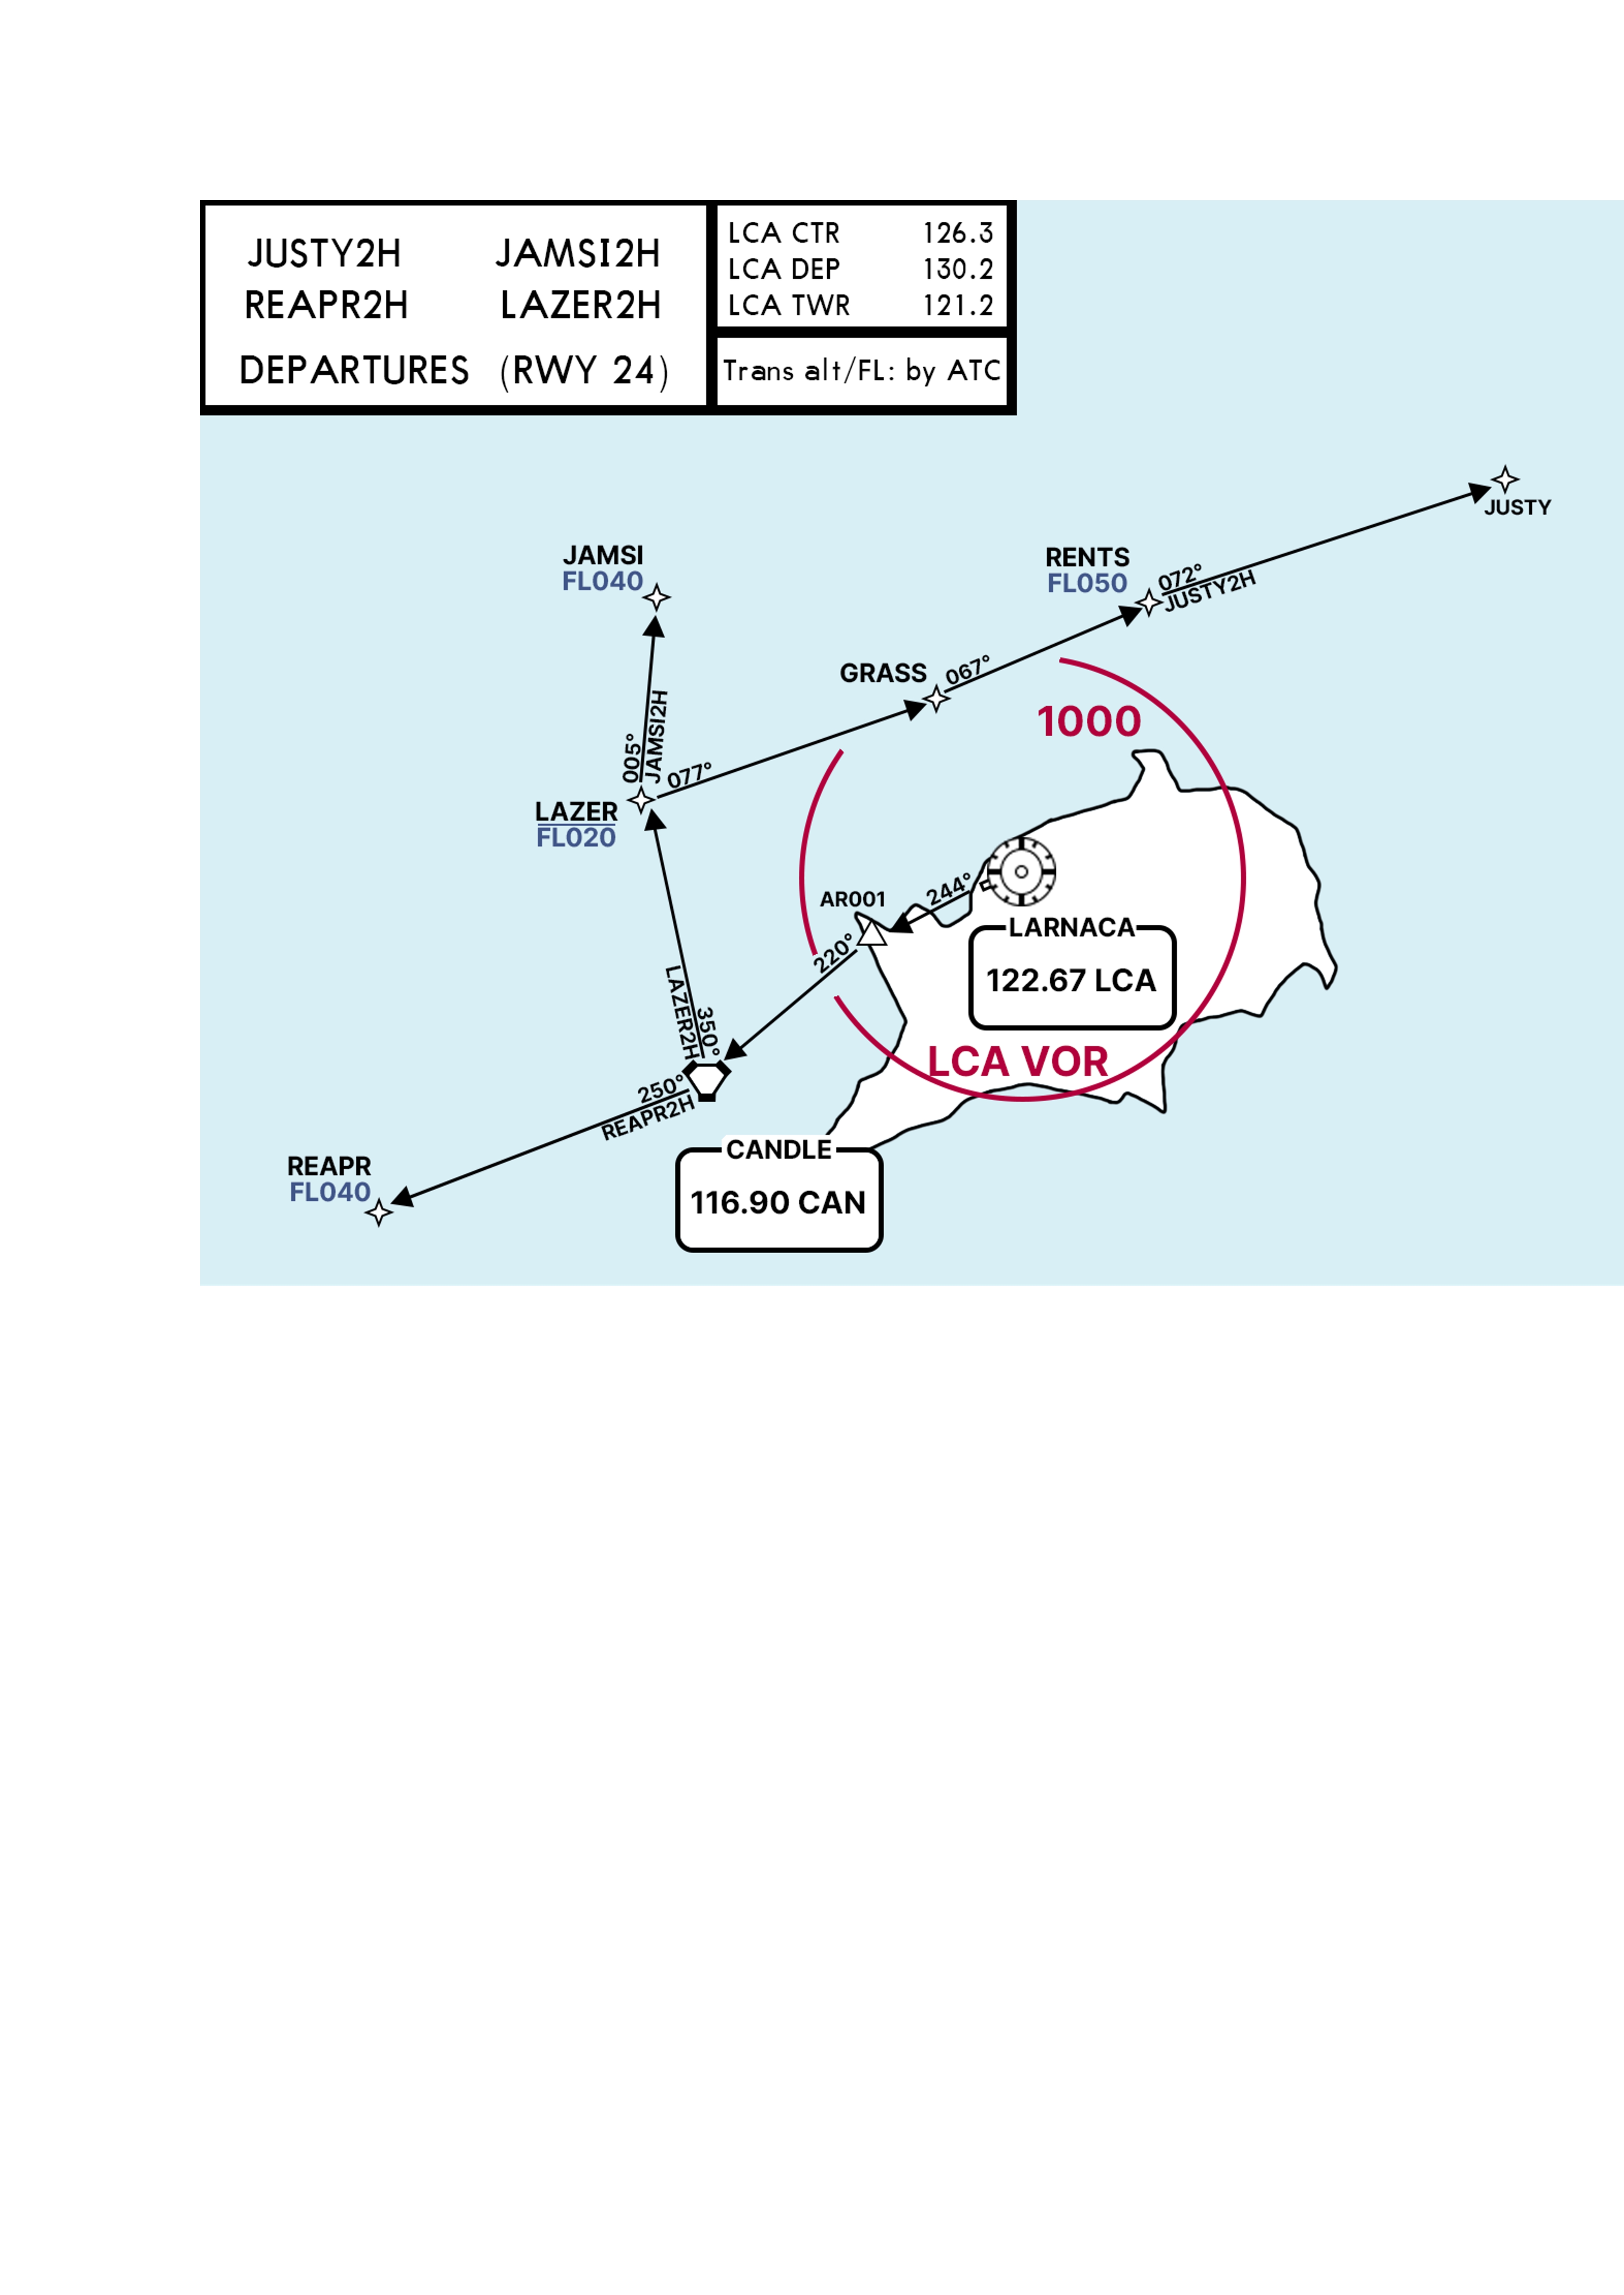 JUSTY2H JAMSI2H
REAPR2H LAZER2H
DEPARTURES (RWY 24)
LCA CTR 126.3
LCA DEP 130.2
LCA TWR 121.2
Trans alt/FL: by ATC
JUSTY
JAMSI
FL040
RENTS
FL050
072°
JUSTY2H
GRASS
067°
1000
005°
JAMSI2H
077°
LAZER
FL020
AR001
244°
LARNACA
122.67 LCA
220°
LAZER2H
350°
LCA VOR
250°
REAPR2H
CANDLE
116.90 CAN
REAPR
FL040